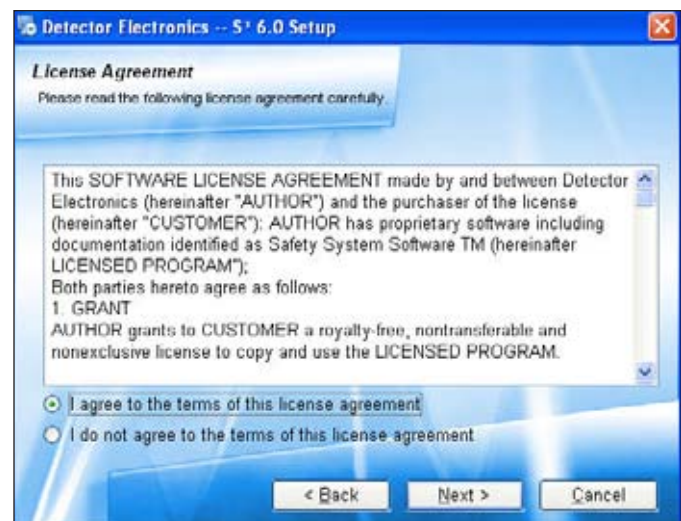 Detector Electronics -- S³ 6.0 Setup
License Agreement
Please read the following license agreement carefully.
This SOFTWARE LICENSE AGREEMENT made by and between Detector
Electronics (hereinafter "AUTHOR") and the purchaser of the license
(hereinafter "CUSTOMER"); AUTHOR has proprietary software including
documentation identified as Safety System Software TM (hereinafter
LICENSED PROGRAM");
Both parties hereto agree as follows:
1. GRANT
AUTHOR grants to CUSTOMER a royalty-free, nontransferable and
nonexclusive license to copy and use the LICENSED PROGRAM.
I agree to the terms of this license agreement
I do not agree to the terms of this license agreement
< Back Next > Cancel